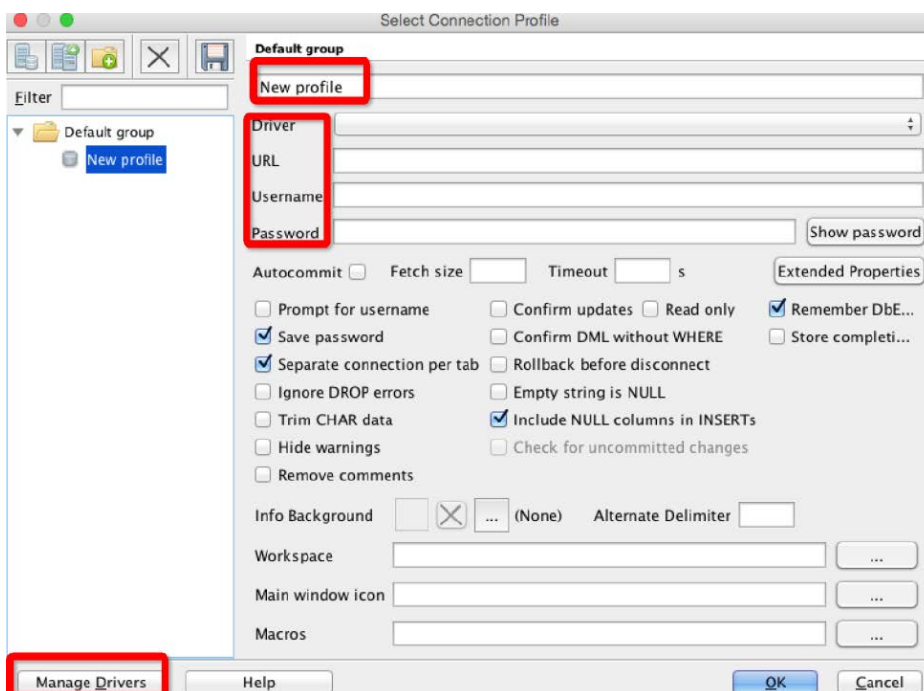 Select Connection Profile
Default group
New profile
Filter
Default group
New profile
Driver
URL
Username
Password
Show password
Autocommit Fetch size Timeout s Extended Properties
Prompt for username Confirm updates Read only Remember DbE...
Save password Confirm DML without WHERE Store completi...
Separate connection per tab Rollback before disconnect
Ignore DROP errors Empty string is NULL
Trim CHAR data Include NULL columns in INSERTs
Hide warnings Check for uncommitted changes
Remove comments
Info Background ... (None) Alternate Delimiter
Workspace ...
Main window icon ...
Macros ...
Manage Drivers Help OK Cancel